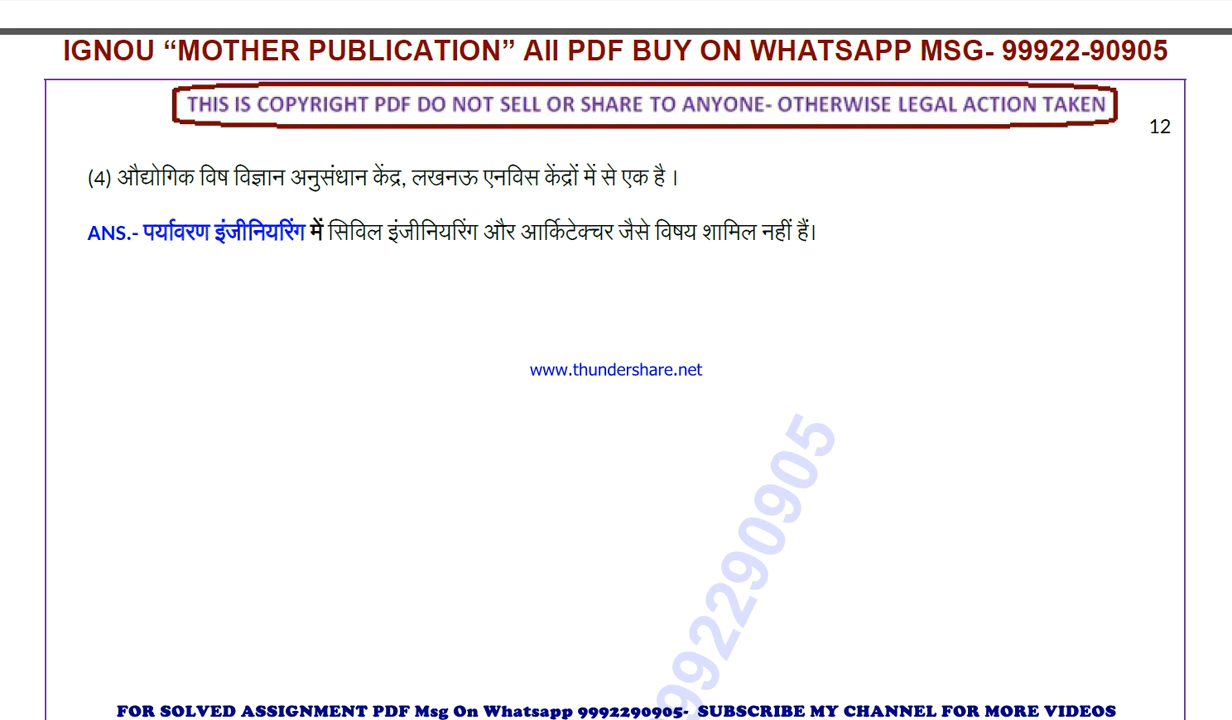 IGNOU “MOTHER PUBLICATION” All PDF BUY ON WHATSAPP MSG- 99922-90905
THIS IS COPYRIGHT PDF DO NOT SELL OR SHARE TO ANYONE- OTHERWISE LEGAL ACTION TAKEN
12
(4) औद्योगिक विष विज्ञान अनुसंधान केंद्र, लखनऊ एनविस केंद्रों में से एक है ।
ANS.- पर्यावरण इंजीनियरिंग में सिविल इंजीनियरिंग और आर्किटेक्चर जैसे विषय शामिल नहीं हैं।
www.thundershare.net
992290905
FOR SOLVED ASSIGNMENT PDF Msg On Whatsapp 9992290905- SUBSCRIBE MY CHANNEL FOR MORE VIDEOS